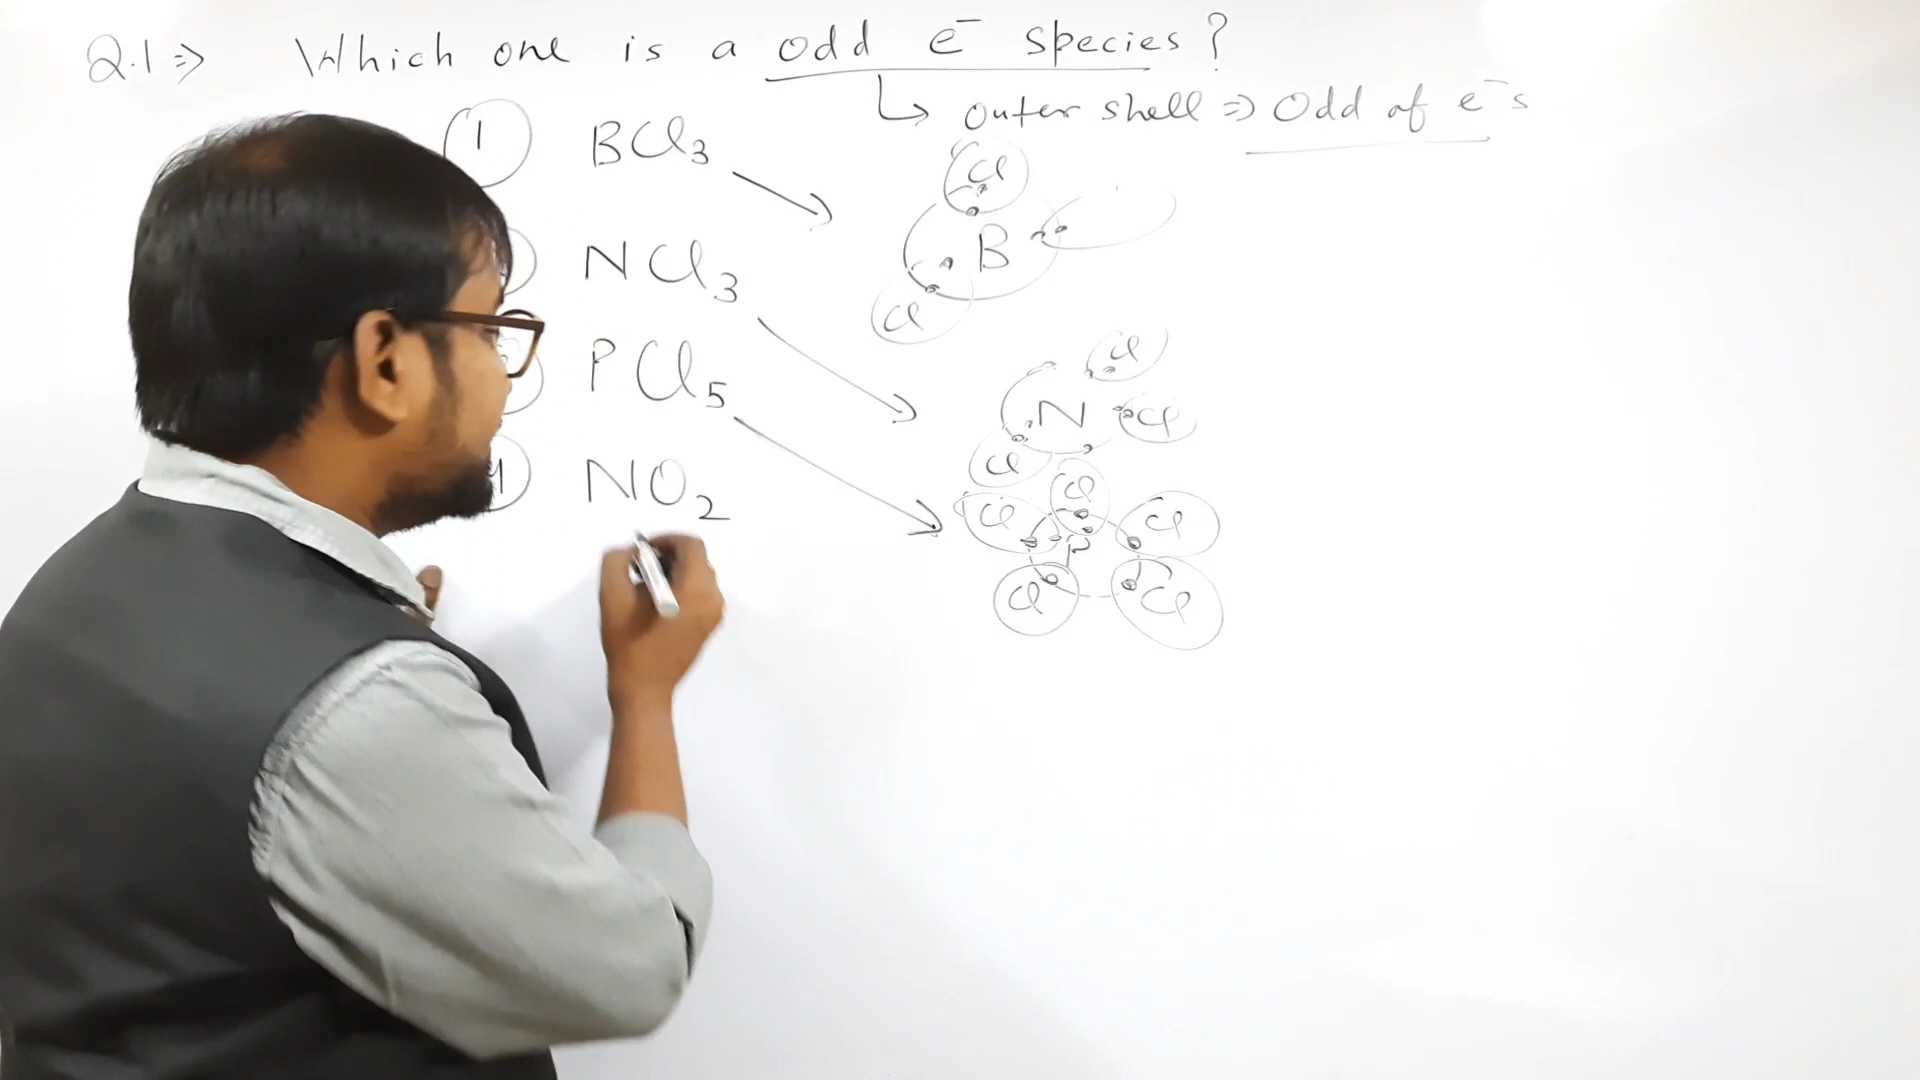 Q.1⇒ Which one is a odd e⁻ species?
↳ outer shell ⇒ Odd of e⁻s
1 BCl₃
NCl₃
PCl₅
4 NO₂
Cl
B
Cl
Cl
N Cl
Cl
Cl Cl Cl
P
Cl Cl